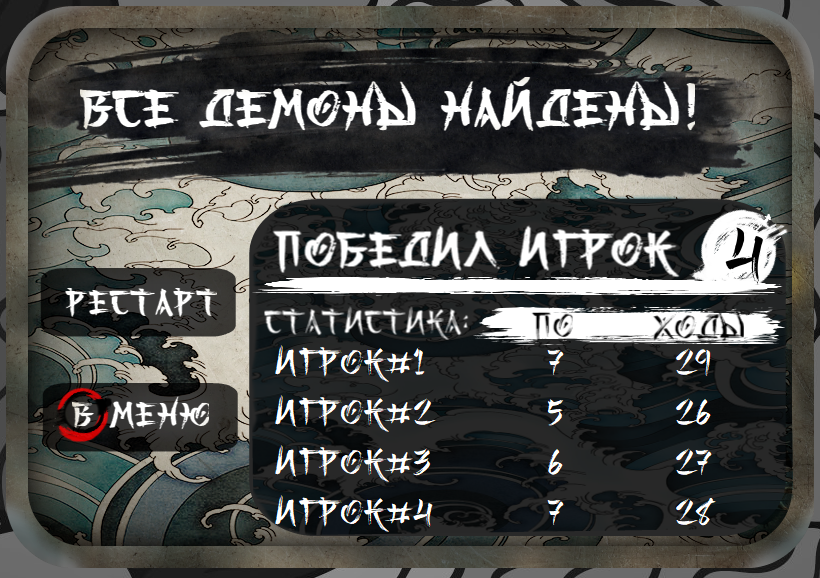 ВСЕ ДЕМОНЫ НАЙДЕНЫ!
ПОБЕДИЛ ИГРОК 4
РЕСТАРТ
СТАТИСТИКА: ПО ХОДЫ
ИГРОК#1 7 29
В МЕНЮ
ИГРОК#2 5 26
ИГРОК#3 6 27
ИГРОК#4 7 28